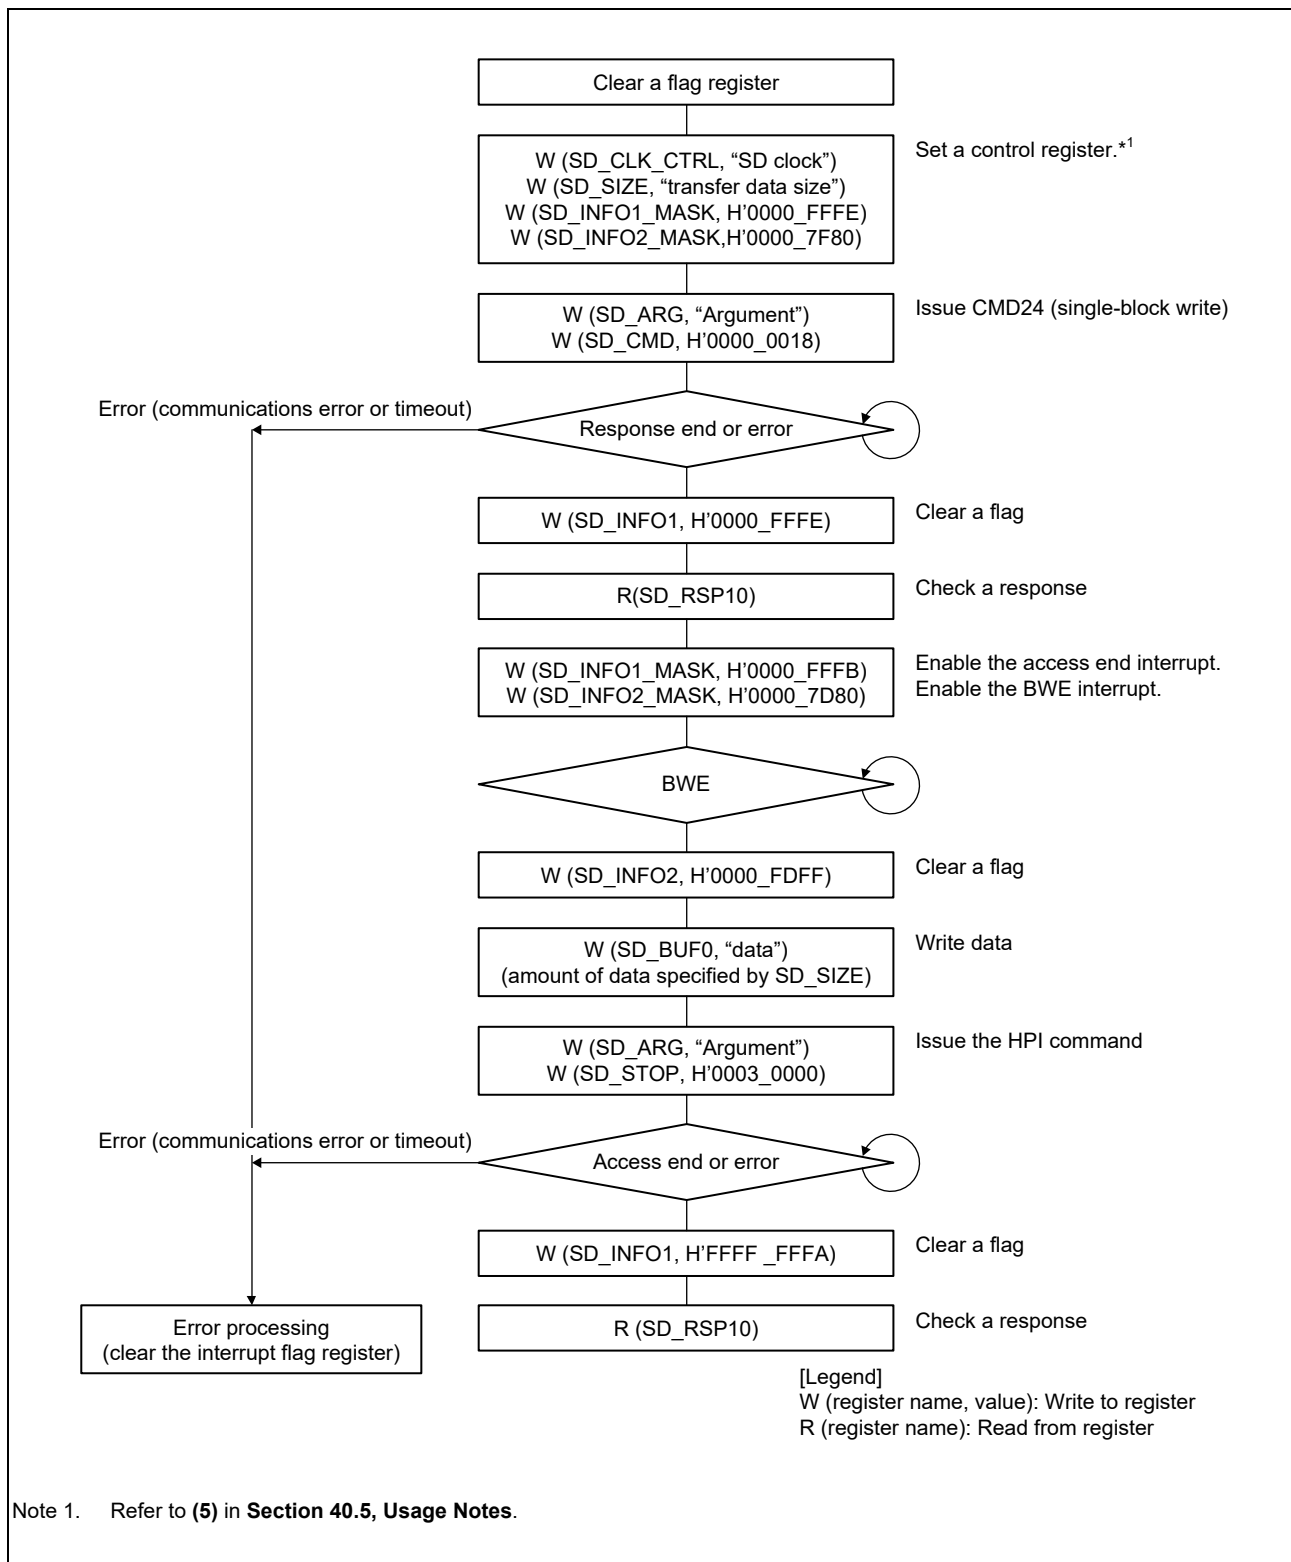 Clear a flag register
W (SD_CLK_CTRL, “SD clock”)
W (SD_SIZE, “transfer data size”)
W (SD_INFO1_MASK, H’0000_FFFE)
W (SD_INFO2_MASK,H’0000_7F80)
Set a control register.*1
W (SD_ARG, “Argument”)
W (SD_CMD, H’0000_0018)
Issue CMD24 (single-block write)
Error (communications error or timeout)
Response end or error
W (SD_INFO1, H’0000_FFFE)
Clear a flag
R(SD_RSP10)
Check a response
W (SD_INFO1_MASK, H’0000_FFFB)
W (SD_INFO2_MASK, H’0000_7D80)
Enable the access end interrupt.
Enable the BWE interrupt.
BWE
W (SD_INFO2, H’0000_FDFF)
Clear a flag
W (SD_BUF0, “data”)
(amount of data specified by SD_SIZE)
Write data
W (SD_ARG, “Argument”)
W (SD_STOP, H’0003_0000)
Issue the HPI command
Error (communications error or timeout)
Access end or error
W (SD_INFO1, H’FFFF _FFFA)
Clear a flag
Error processing
(clear the interrupt flag register)
R (SD_RSP10)
Check a response
[Legend]
W (register name, value): Write to register
R (register name): Read from register
Note 1. Refer to (5) in Section 40.5, Usage Notes.